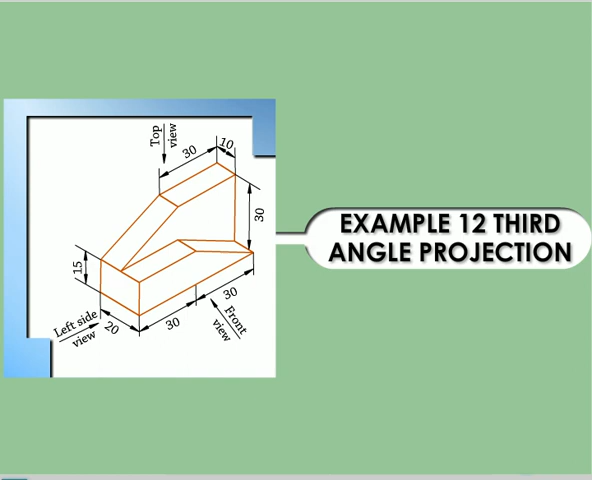 Top
view
30
10
30
15
20
30
30
Left side
view
Front
view
EXAMPLE 12 THIRD
ANGLE PROJECTION